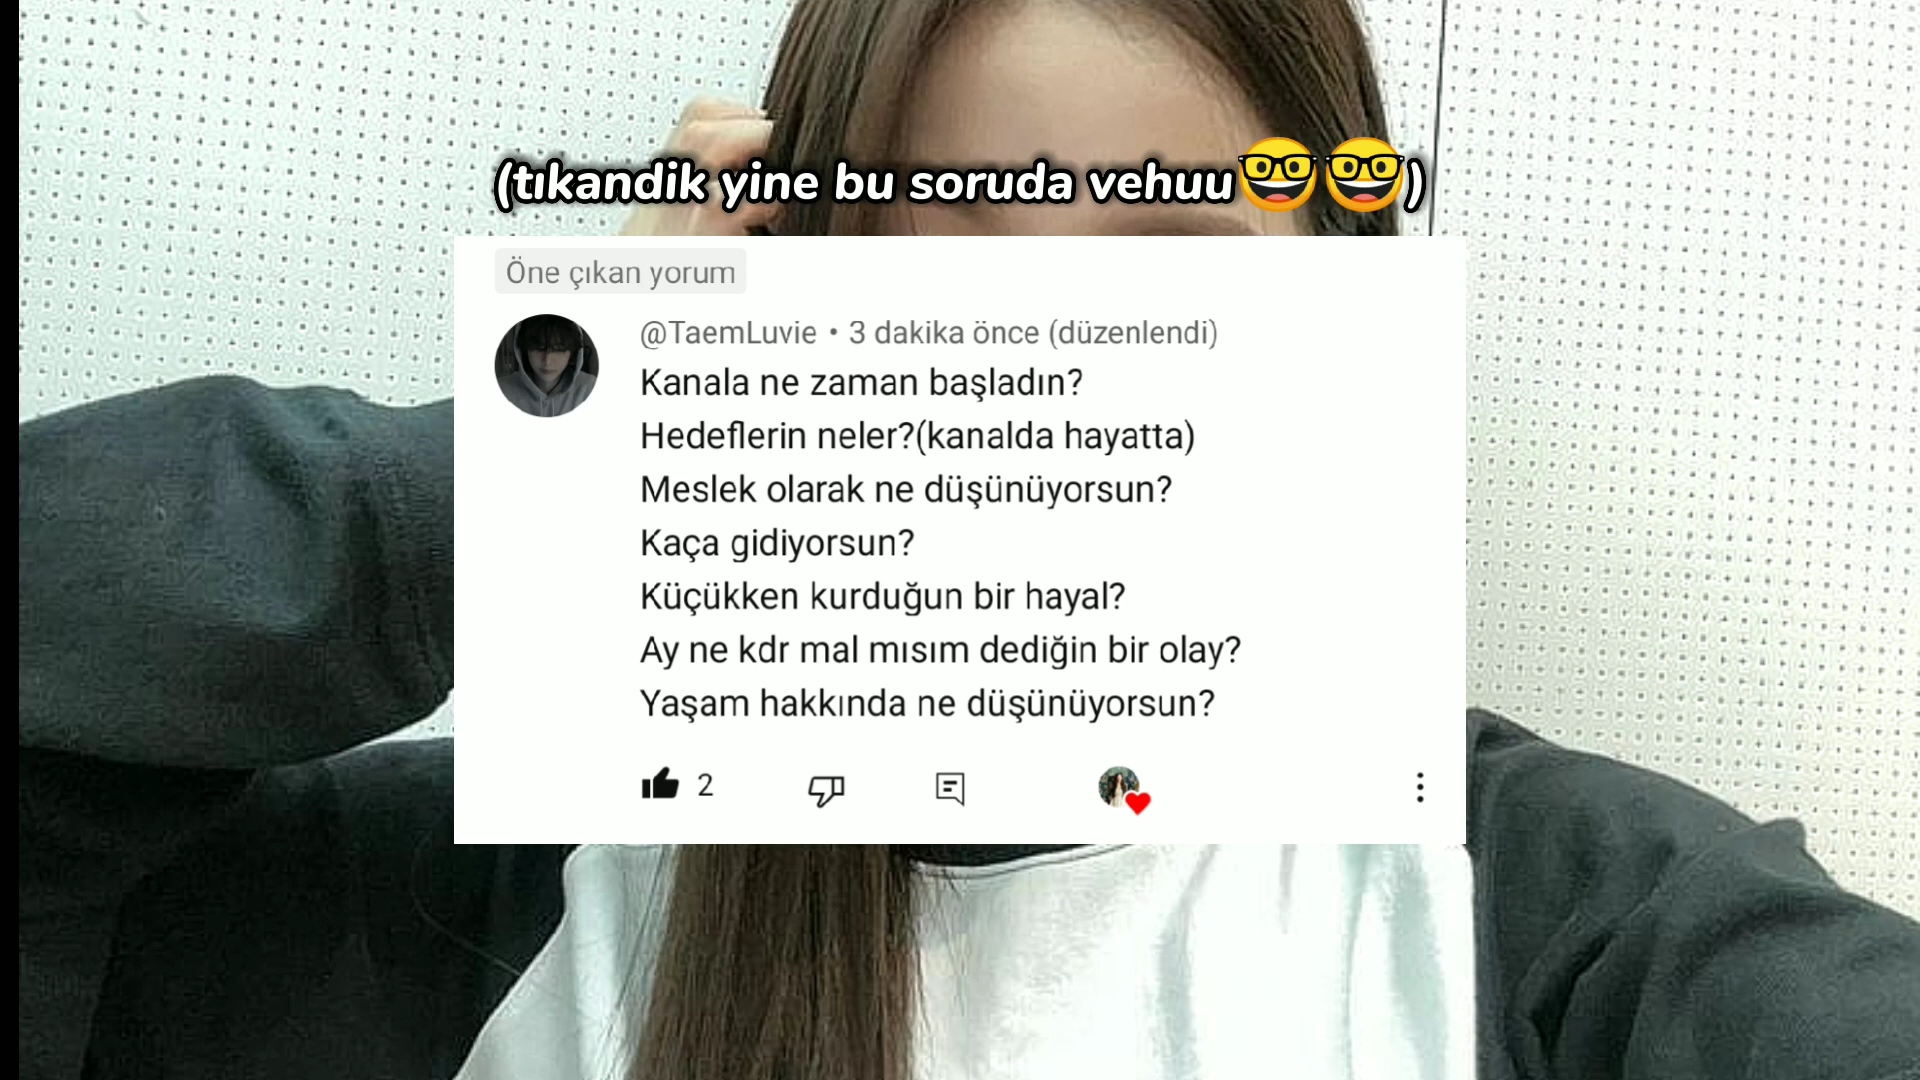 (tıkandik yine bu soruda vehuu🤓🤓)
Öne çıkan yorum
@TaemLuvie • 3 dakika önce (düzenlendi)
Kanala ne zaman başladın?
Hedeflerin neler?(kanalda hayatta)
Meslek olarak ne düşünüyorsun?
Kaça gidiyorsun?
Küçükken kurduğun bir hayal?
Ay ne kdr mal mısım dediğin bir olay?
Yaşam hakkında ne düşünüyorsun?
2